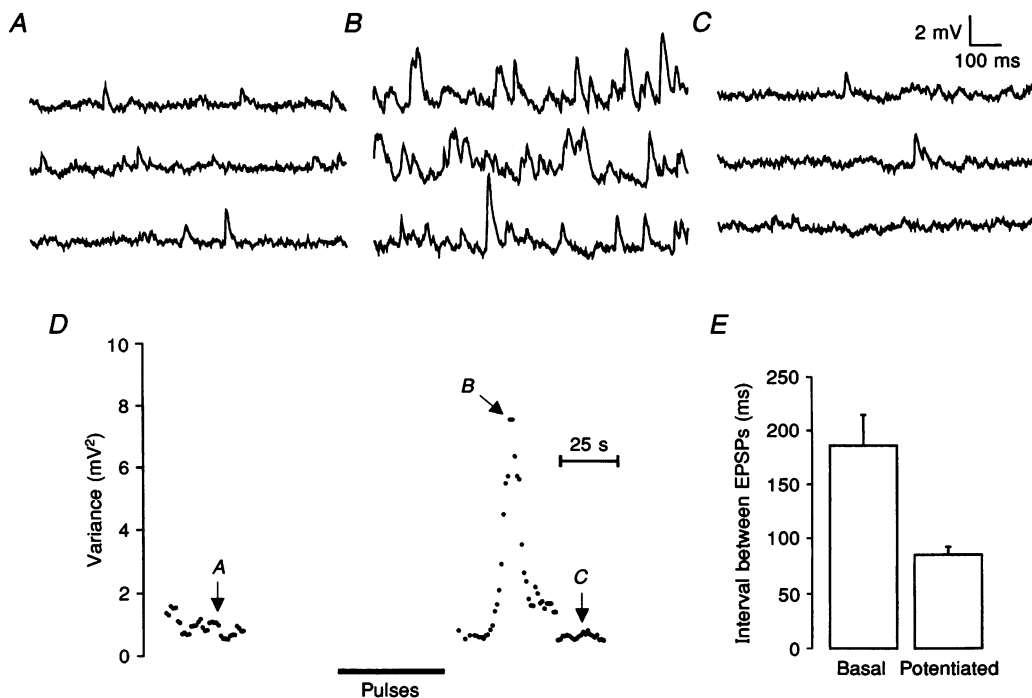 A
B
C
2 mV
100 ms
D
Variance (mV²)
10
8
6
4
2
0
A
B
C
25 s
Pulses
E
Interval between EPSPs (ms)
250
200
150
100
50
0
Basal
Potentiated